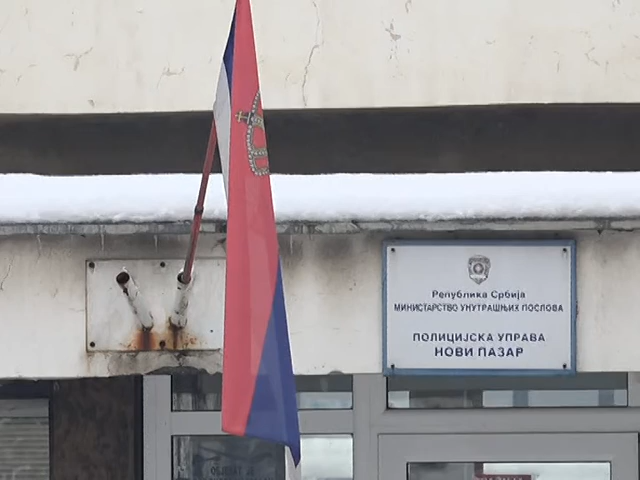 Република Србија
МИНИСТАРСТВО УНУТРАШЊИХ ПОСЛОВА
ПОЛИЦИЈСКА УПРАВА
НОВИ ПАЗАР